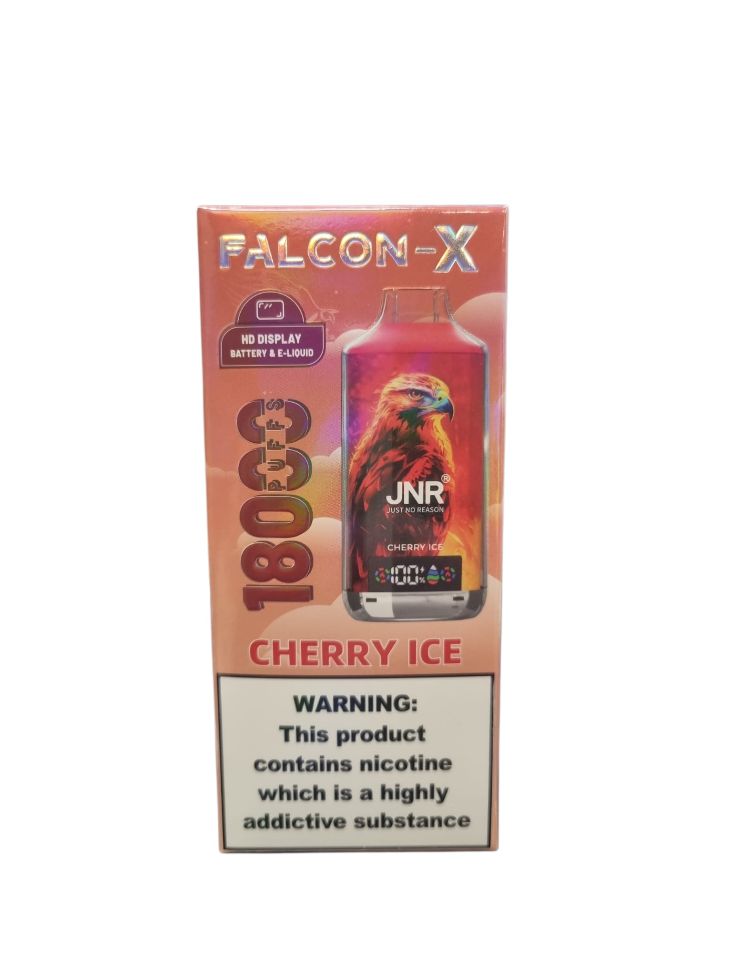 FALCON-X
HD DISPLAY
BATTERY & E-LIQUID
18000
PUFFS
JNR®
JUST NO REASON
CHERRY ICE
100%
CHERRY ICE
WARNING:
This product
contains nicotine
which is a highly
addictive substance